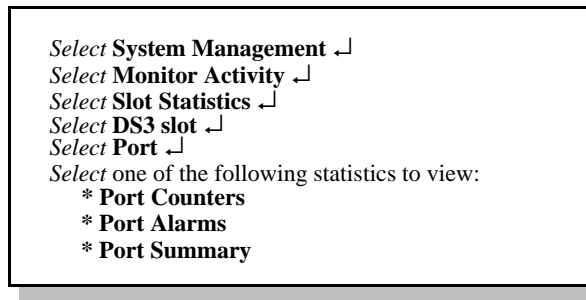 Select System Management ↵
Select Monitor Activity ↵
Select Slot Statistics ↵
Select DS3 slot ↵
Select Port ↵
Select one of the following statistics to view:
* Port Counters
* Port Alarms
* Port Summary